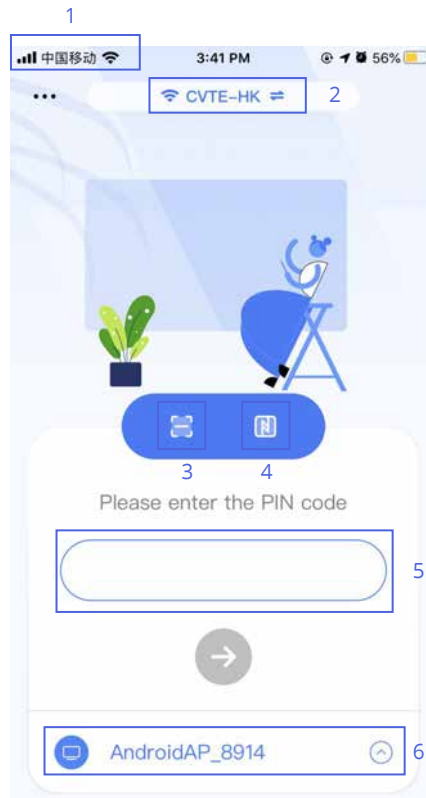 1
中国移动 3:41 PM 56%
CVTE-HK 2
3 4
Please enter the PIN code
5
AndroidAP_8914 6